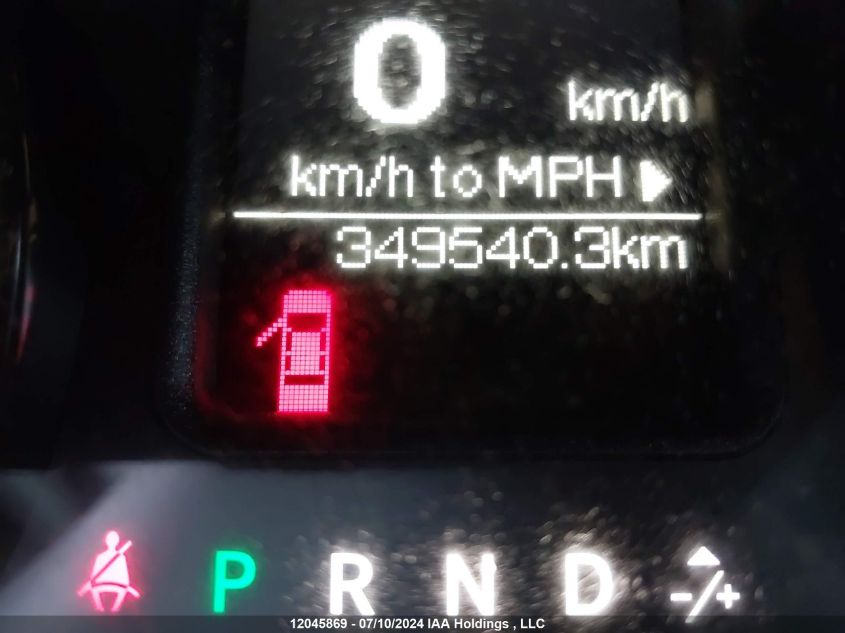 0 km/h
km/h to MPH ▶
349540.3km
P R N D -/+
12045869 - 07/10/2024 IAA Holdings , LLC